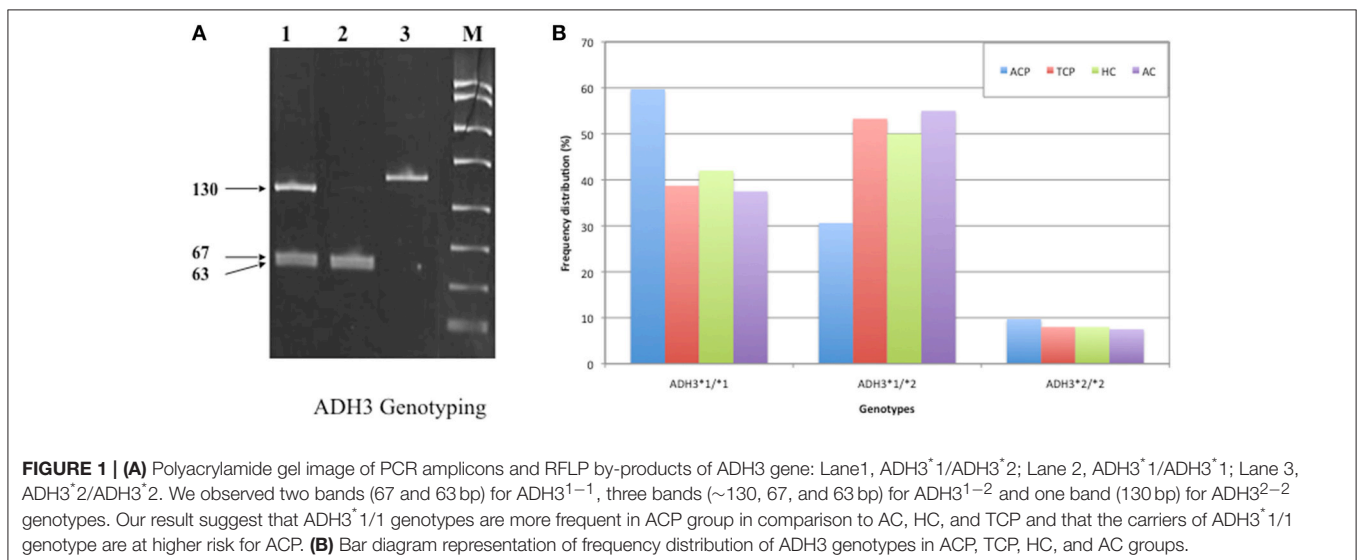 A
1 2 3 M
130
67
63
ADH3 Genotyping
B
70
60
50
40
30
20
10
0
Frequency distribution (%)
ACP TCP HC AC
ADH3*1/*1 ADH3*1/*2 ADH3*2/*2
Genotypes
FIGURE 1 | (A) Polyacrylamide gel image of PCR amplicons and RFLP by-products of ADH3 gene: Lane1, ADH3*1/ADH3*2; Lane 2, ADH3*1/ADH3*1; Lane 3,
ADH3*2/ADH3*2. We observed two bands (67 and 63 bp) for ADH3¹⁻¹, three bands (∼130, 67, and 63 bp) for ADH3¹⁻² and one band (130 bp) for ADH3²⁻²
genotypes. Our result suggest that ADH3*1/1 genotypes are more frequent in ACP group in comparison to AC, HC, and TCP and that the carriers of ADH3*1/1
genotype are at higher risk for ACP. (B) Bar diagram representation of frequency distribution of ADH3 genotypes in ACP, TCP, HC, and AC groups.